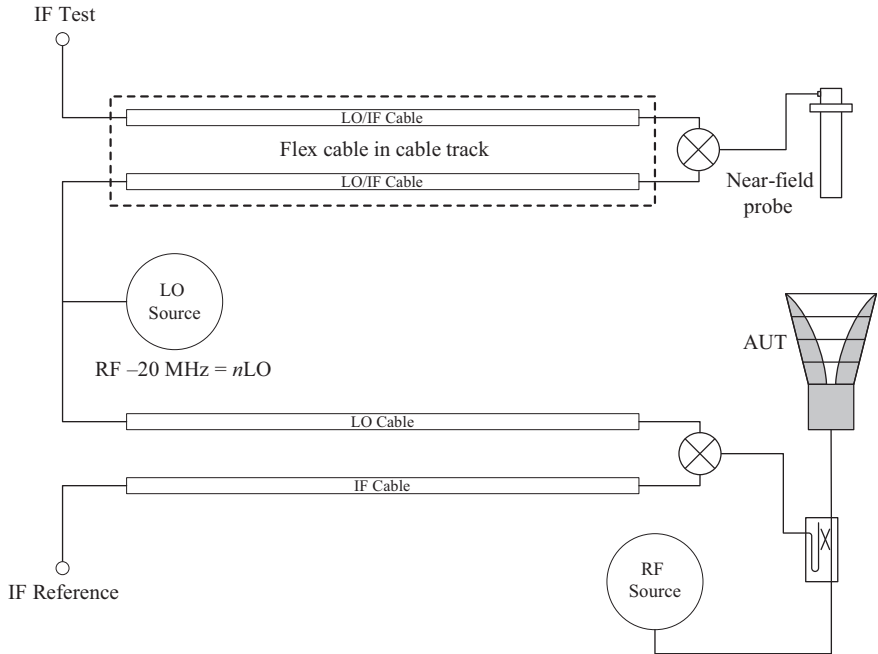 IF Test
LO/IF Cable
Flex cable in cable track
LO/IF Cable
Near-field
probe
LO
Source
RF –20 MHz = nLO
AUT
LO Cable
IF Cable
RF
Source
IF Reference